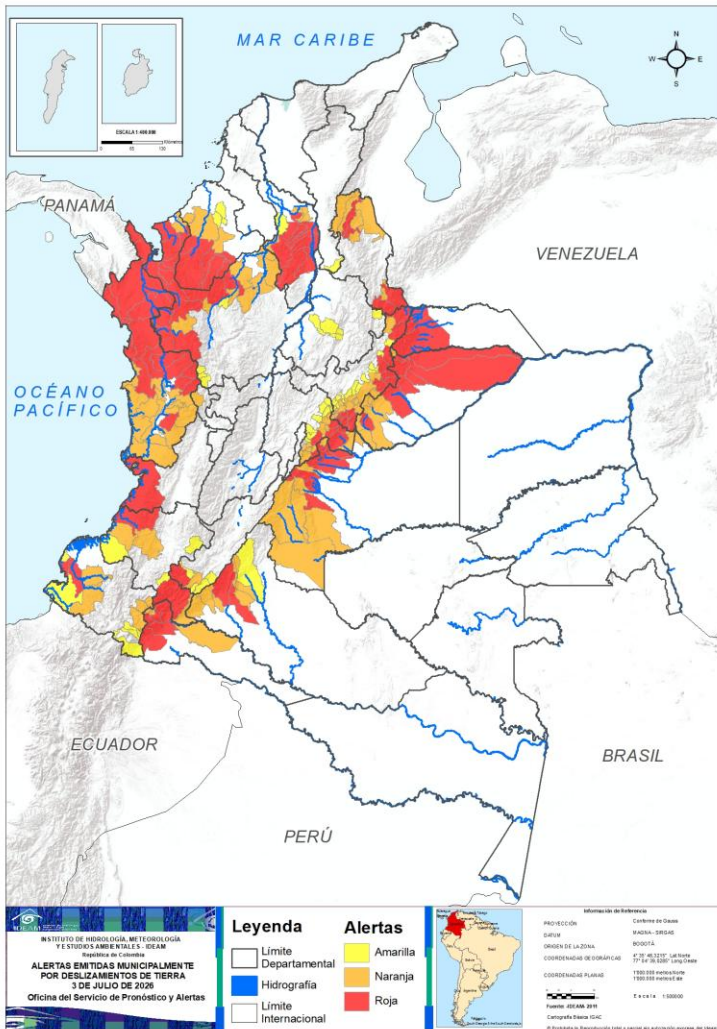 MAR CARIBE
N
W
E
S
ESCALA 1:400.000
PANAMÁ
VENEZUELA
OCÉANO
PACÍFICO
ECUADOR
BRASIL
PERÚ
IDEAM
INSTITUTO DE HIDROLOGÍA, METEOROLOGÍA
Y ESTUDIOS AMBIENTALES - IDEAM
República de Colombia
ALERTAS EMITIDAS MUNICIPALMENTE
POR DESLIZAMIENTOS DE TIERRA
3 DE JULIO DE 2026
Oficina del Servicio de Pronóstico y Alertas
Leyenda
Límite
Departamental
Hidrografía
Límite
Internacional
Alertas
Amarilla
Naranja
Roja
Información de Referencia
PROYECCIÓN Conforme de Gauss
DATUM MAGNA - SIRGAS
ORIGEN DE LA ZONA BOGOTÁ
COORDENADAS GEOGRÁFICAS
COORDENADAS PLANAS
Escala
Cartografía Básica IGAC